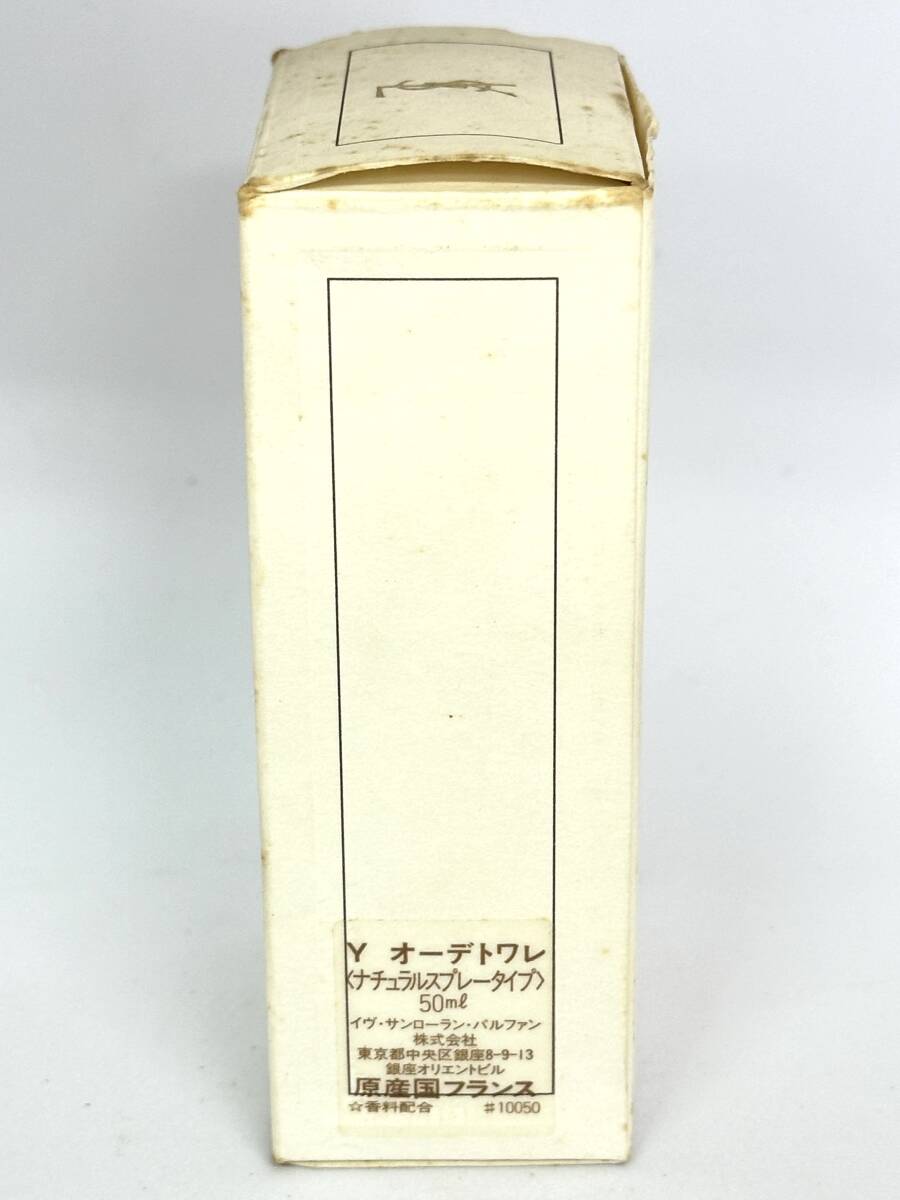 YSL
Y オーデトワレ
〈ナチュラルスプレータイプ〉
50mℓ
イヴ・サンローラン・パルファン
株式会社
東京都中央区銀座8-9-13
銀座オリエントビル
原産国フランス
☆香料配合 #10050